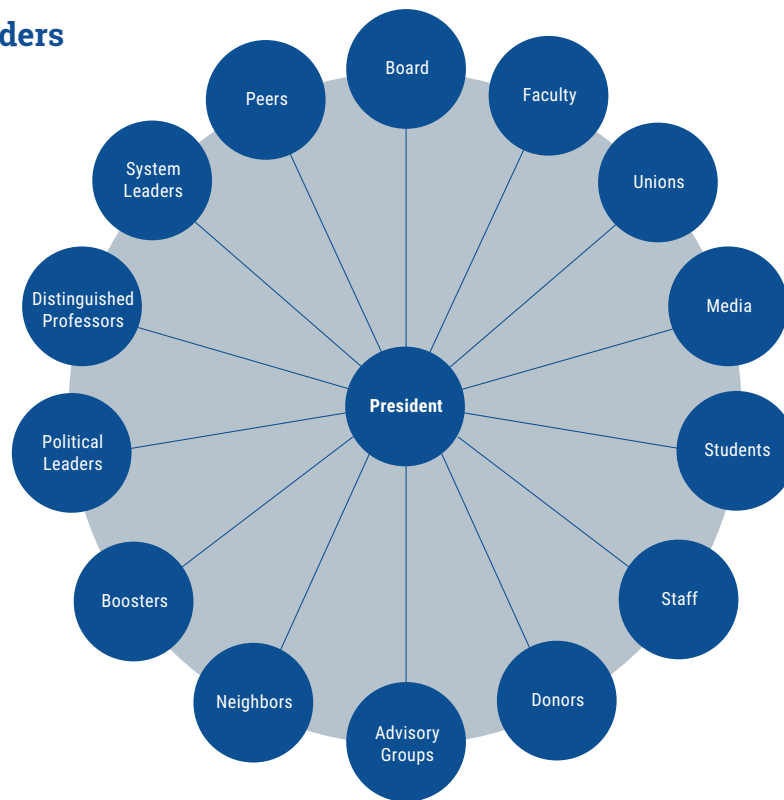 ders
Board
Faculty
Peers
System
Leaders
Unions
Distinguished
Professors
Media
President
Political
Leaders
Students
Boosters
Staff
Neighbors
Donors
Advisory
Groups